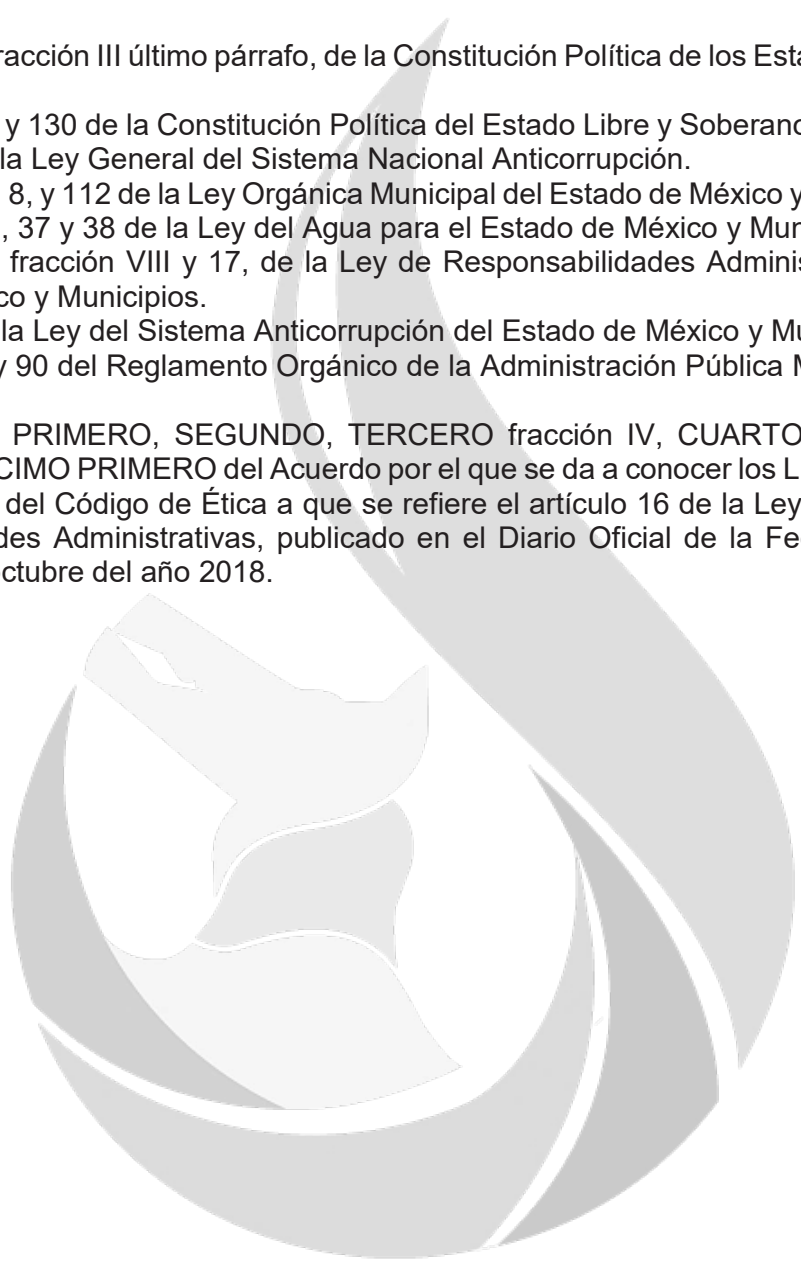 racción III último párrafo, de la Constitución Política de los Esta
y 130 de la Constitución Política del Estado Libre y Soberano
la Ley General del Sistema Nacional Anticorrupción.
8, y 112 de la Ley Orgánica Municipal del Estado de México y
, 37 y 38 de la Ley del Agua para el Estado de México y Mun
fracción VIII y 17, de la Ley de Responsabilidades Adminis
co y Municipios.
la Ley del Sistema Anticorrupción del Estado de México y Mu
y 90 del Reglamento Orgánico de la Administración Pública M
PRIMERO, SEGUNDO, TERCERO fracción IV, CUARTO
CIMO PRIMERO del Acuerdo por el que se da a conocer los L
del Código de Ética a que se refiere el artículo 16 de la Ley
des Administrativas, publicado en el Diario Oficial de la Fe
ctubre del año 2018.